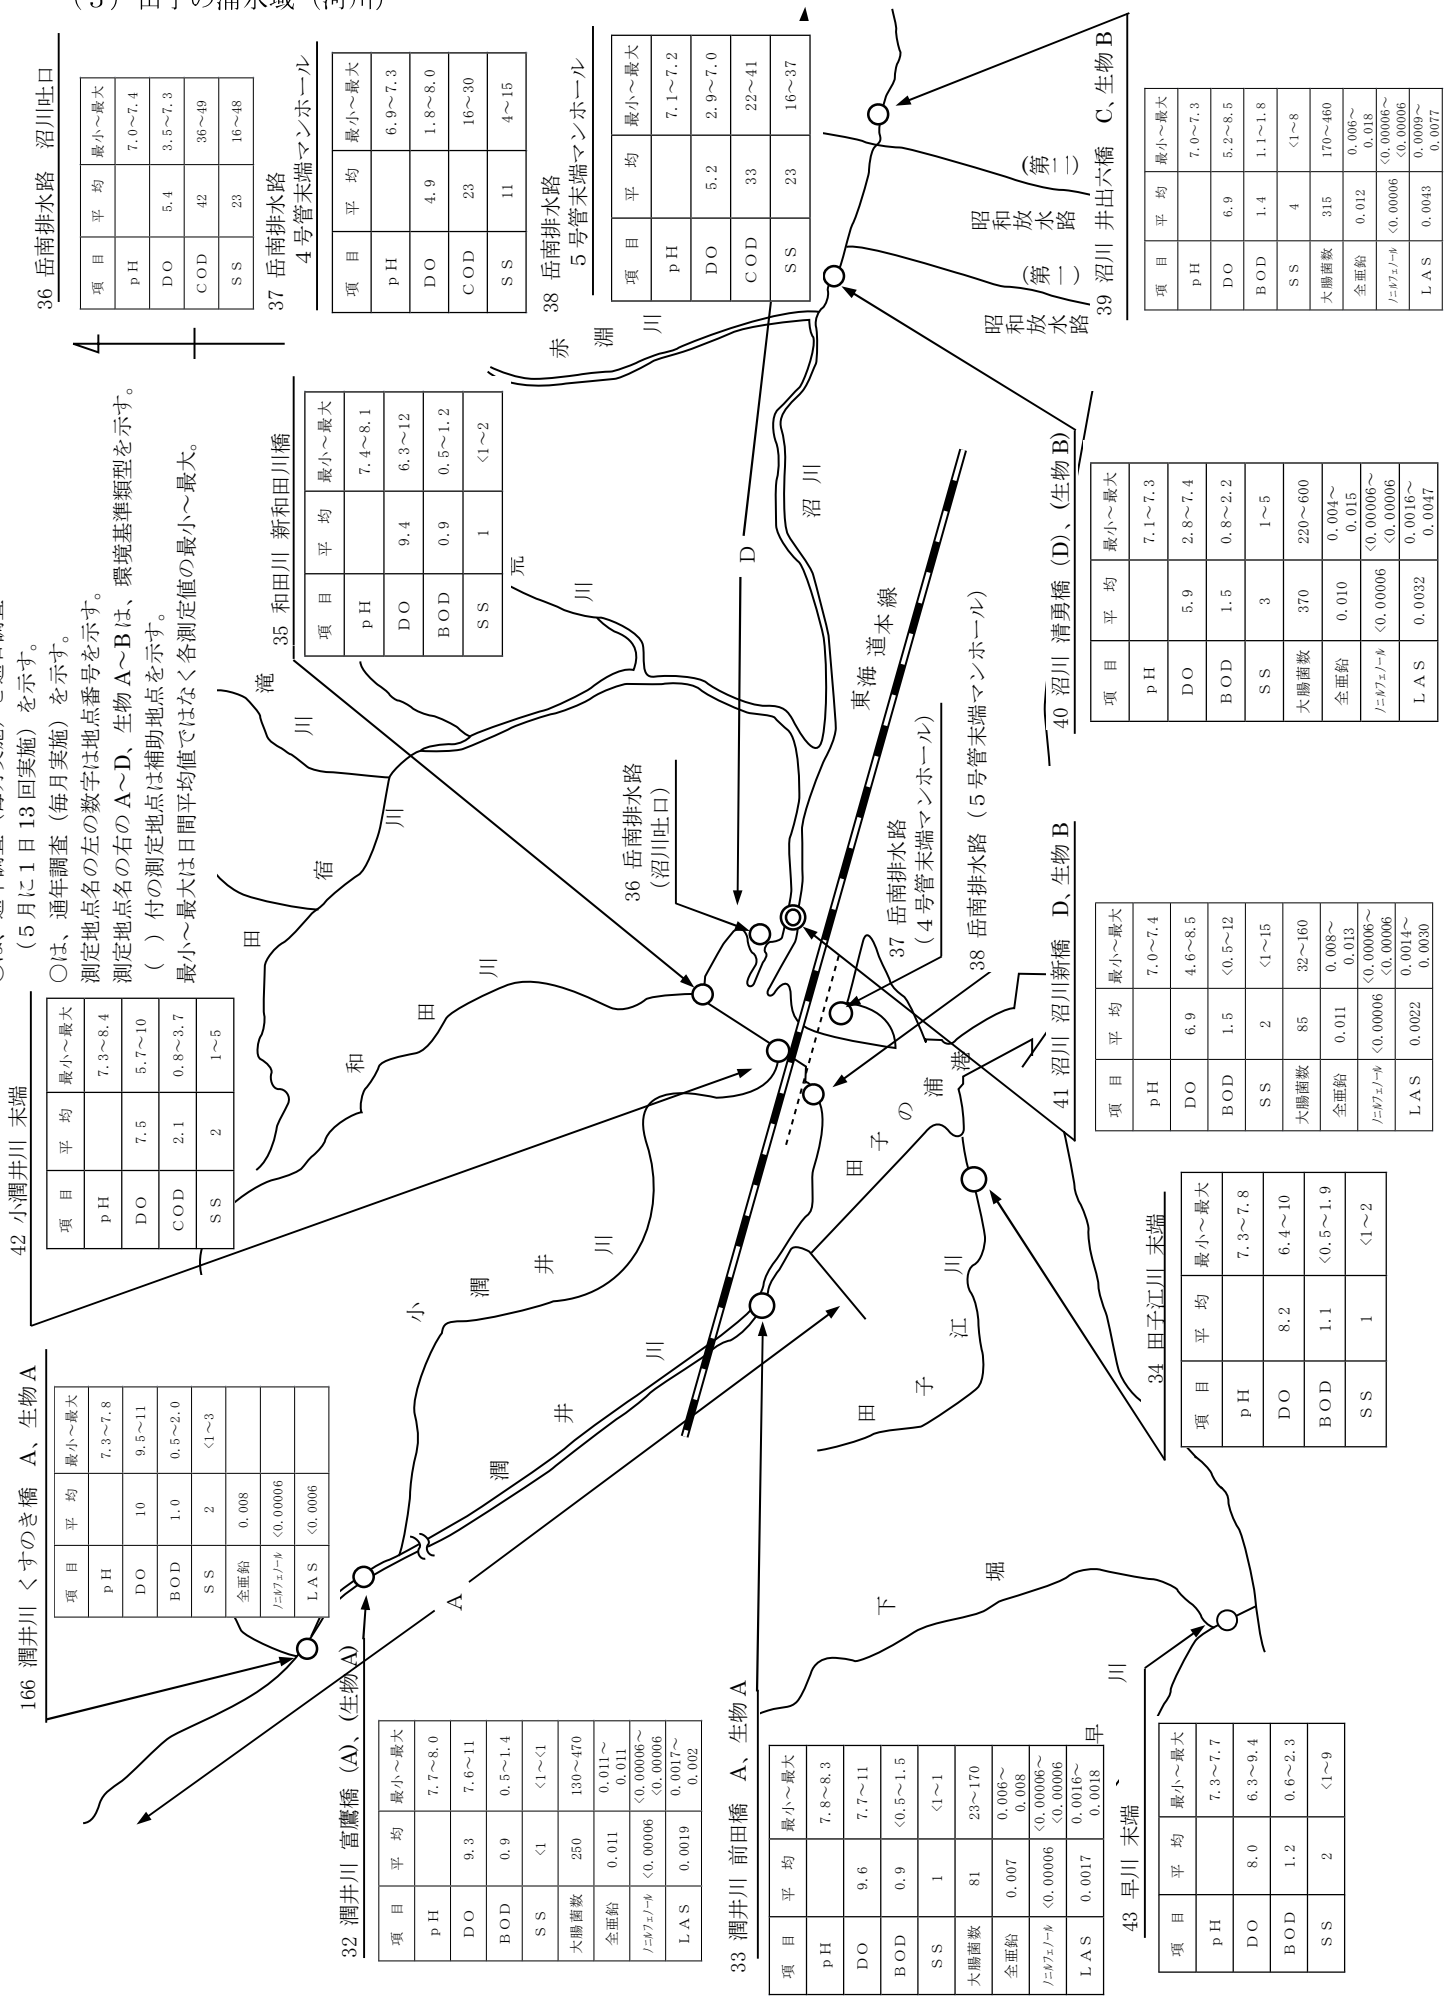 (3) 田子の浦水域 (河川)
(5月に1日13回実施) を示す。
○は、通年調査(毎月実施)を示す。
測定地点名の左の数字は地点番号を示す。
測定地点名の右の A~D、生物 A~B は、環境基準類型を示す。
( ) 付の測定地点は補助地点を示す。
最小~最大は日間平均値ではなく各測定値の最小~最大。
166 潤井川 くすのき橋 A、生物 A
項 目 平 均 最小~最大
pH 7.3~7.8
DO 10 9.5~11
BOD 1.0 0.5~2.0
SS 2 <1~3
全亜鉛 0.008
ノニルフェノール <0.00006
LAS <0.0006
42 小潤井川 末端
項 目 平 均 最小~最大
pH 7.3~8.4
DO 7.5 5.7~10
COD 2.1 0.8~3.7
SS 2 1~5
35 和田川 新和田川橋
項 目 平 均 最小~最大
pH 7.4~8.1
DO 9.4 6.3~12
BOD 0.9 0.5~1.2
SS 1 <1~2
36 岳南排水路 沼川吐口
項 目 平 均 最小~最大
pH 7.0~7.4
DO 5.4 3.5~7.3
COD 42 36~49
SS 23 16~48
37 岳南排水路
4号管末端マンホール
項 目 平 均 最小~最大
pH 6.9~7.3
DO 4.9 1.8~8.0
COD 23 16~30
SS 11 4~15
38 岳南排水路
5号管末端マンホール
項 目 平 均 最小~最大
pH 7.1~7.2
DO 5.2 2.9~7.0
COD 33 22~41
SS 23 16~37
32 潤井川 富鷹橋 (A)、(生物 A)
項 目 平 均 最小~最大
pH 7.7~8.0
DO 9.3 7.6~11
BOD 0.9 0.5~1.4
SS <1 <1~<1
大腸菌数 250 130~470
全亜鉛 0.011 0.011~
0.011
ノニルフェノール <0.00006 <0.00006~
<0.00006
LAS 0.0019 0.0017~
0.002
33 潤井川 前田橋 A、生物 A
項 目 平 均 最小~最大
pH 7.8~8.3
DO 9.6 7.7~11
BOD 0.9 <0.5~1.5
SS 1 <1~1
大腸菌数 81 23~170
全亜鉛 0.007 0.006~
0.008
ノニルフェノール <0.00006 <0.00006~
<0.00006
LAS 0.0017 0.0016~
0.0018
43 早川 末端
項 目 平 均 最小~最大
pH 7.3~7.7
DO 8.0 6.3~9.4
BOD 1.2 0.6~2.3
SS 2 <1~9
34 田子江川 末端
項 目 平 均 最小~最大
pH 7.3~7.8
DO 8.2 6.4~10
BOD 1.1 <0.5~1.9
SS 1 <1~2
41 沼川 沼川新橋 D、生物 B
項 目 平 均 最小~最大
pH 7.0~7.4
DO 6.9 4.6~8.5
BOD 1.5 <0.5~12
SS 2 <1~15
大腸菌数 85 32~160
全亜鉛 0.011 0.008~
0.013
ノニルフェノール <0.00006 <0.00006~
<0.00006
LAS 0.0022 0.0014~
0.0030
40 沼川 清勇橋 (D)、(生物 B)
項 目 平 均 最小~最大
pH 7.1~7.3
DO 5.9 2.8~7.4
BOD 1.5 0.8~2.2
SS 3 1~5
大腸菌数 370 220~600
全亜鉛 0.010 0.004~
0.015
ノニルフェノール <0.00006 <0.00006~
<0.00006
LAS 0.0032 0.0016~
0.0047
39 沼川 井出六橋 C、生物 B
項 目 平 均 最小~最大
pH 7.0~7.3
DO 6.9 5.2~8.5
BOD 1.4 1.1~1.8
SS 4 <1~8
大腸菌数 315 170~460
全亜鉛 0.012 0.006~
0.018
ノニルフェノール <0.00006 <0.00006~
<0.00006
LAS 0.0043 0.0009~
0.0077
36 岳南排水路
(沼川吐口)
37 岳南排水路
(4号管末端マンホール)
38 岳南排水路(5号管末端マンホール)
東海道本線
田子の浦港
小潤井川
潤井川
田子江川
和田川
田宿川
滝川
赤淵川
沼川
昭和放水路(第一)
昭和放水路(第二)
堀下
早川
川
A
D